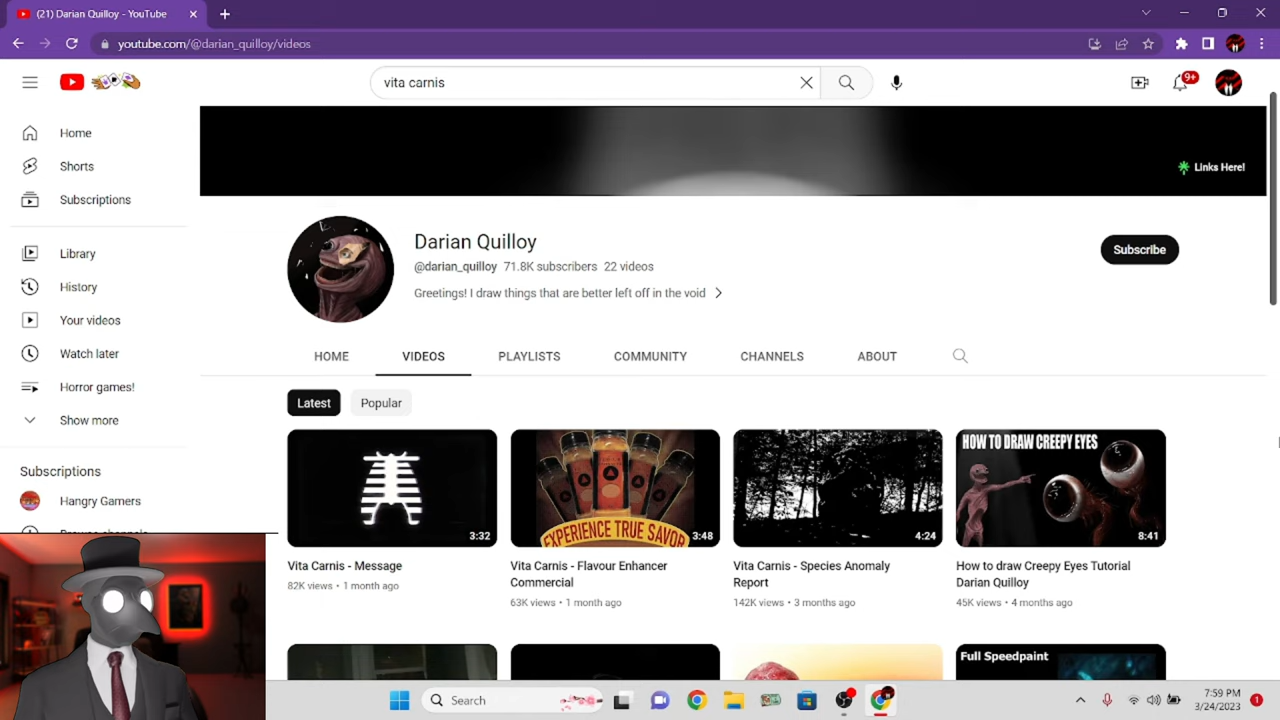 (21) Darian Quilloy - YouTube
youtube.com/@darian_quilloy/videos
vita carnis
9+
Home
Shorts
Subscriptions
Library
History
Your videos
Watch later
Horror games!
Show more
Subscriptions
Hangry Gamers
Links Here!
Darian Quilloy
@darian_quilloy 71.8K subscribers 22 videos
Greetings! I draw things that are better left off in the void
Subscribe
HOME VIDEOS PLAYLISTS COMMUNITY CHANNELS ABOUT
Latest Popular
3:32
EXPERIENCE TRUE SAVOR
3:48
4:24
HOW TO DRAW CREEPY EYES
8:41
Vita Carnis - Message
82K views • 1 month ago
Vita Carnis - Flavour Enhancer
Commercial
63K views • 1 month ago
Vita Carnis - Species Anomaly
Report
142K views • 3 months ago
How to draw Creepy Eyes Tutorial
Darian Quilloy
45K views • 4 months ago
Full Speedpaint
Search
7:59 PM
3/24/2023
1